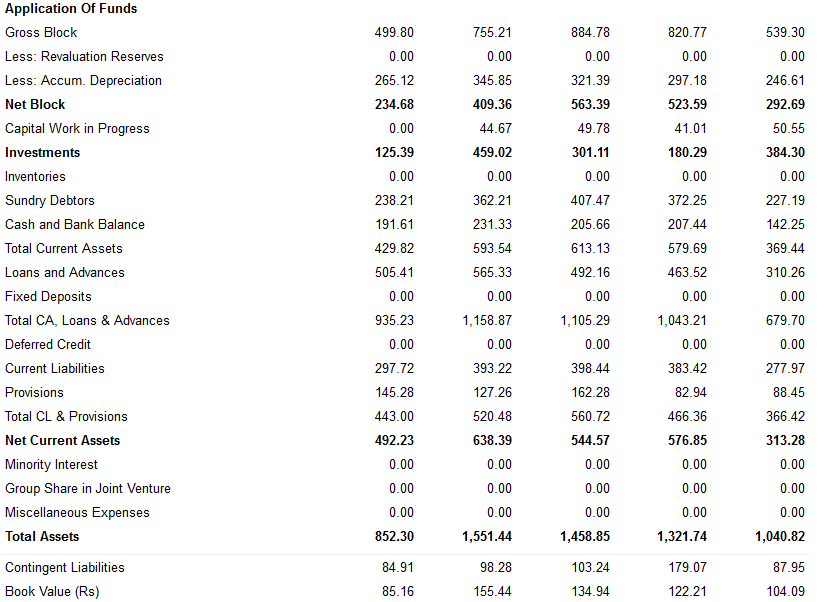 Application Of Funds
Gross Block 499.80 755.21 884.78 820.77 539.30
Less: Revaluation Reserves 0.00 0.00 0.00 0.00 0.00
Less: Accum. Depreciation 265.12 345.85 321.39 297.18 246.61
Net Block 234.68 409.36 563.39 523.59 292.69
Capital Work in Progress 0.00 44.67 49.78 41.01 50.55
Investments 125.39 459.02 301.11 180.29 384.30
Inventories 0.00 0.00 0.00 0.00 0.00
Sundry Debtors 238.21 362.21 407.47 372.25 227.19
Cash and Bank Balance 191.61 231.33 205.66 207.44 142.25
Total Current Assets 429.82 593.54 613.13 579.69 369.44
Loans and Advances 505.41 565.33 492.16 463.52 310.26
Fixed Deposits 0.00 0.00 0.00 0.00 0.00
Total CA, Loans & Advances 935.23 1,158.87 1,105.29 1,043.21 679.70
Deferred Credit 0.00 0.00 0.00 0.00 0.00
Current Liabilities 297.72 393.22 398.44 383.42 277.97
Provisions 145.28 127.26 162.28 82.94 88.45
Total CL & Provisions 443.00 520.48 560.72 466.36 366.42
Net Current Assets 492.23 638.39 544.57 576.85 313.28
Minority Interest 0.00 0.00 0.00 0.00 0.00
Group Share in Joint Venture 0.00 0.00 0.00 0.00 0.00
Miscellaneous Expenses 0.00 0.00 0.00 0.00 0.00
Total Assets 852.30 1,551.44 1,458.85 1,321.74 1,040.82
Contingent Liabilities 84.91 98.28 103.24 179.07 87.95
Book Value (Rs) 85.16 155.44 134.94 122.21 104.09